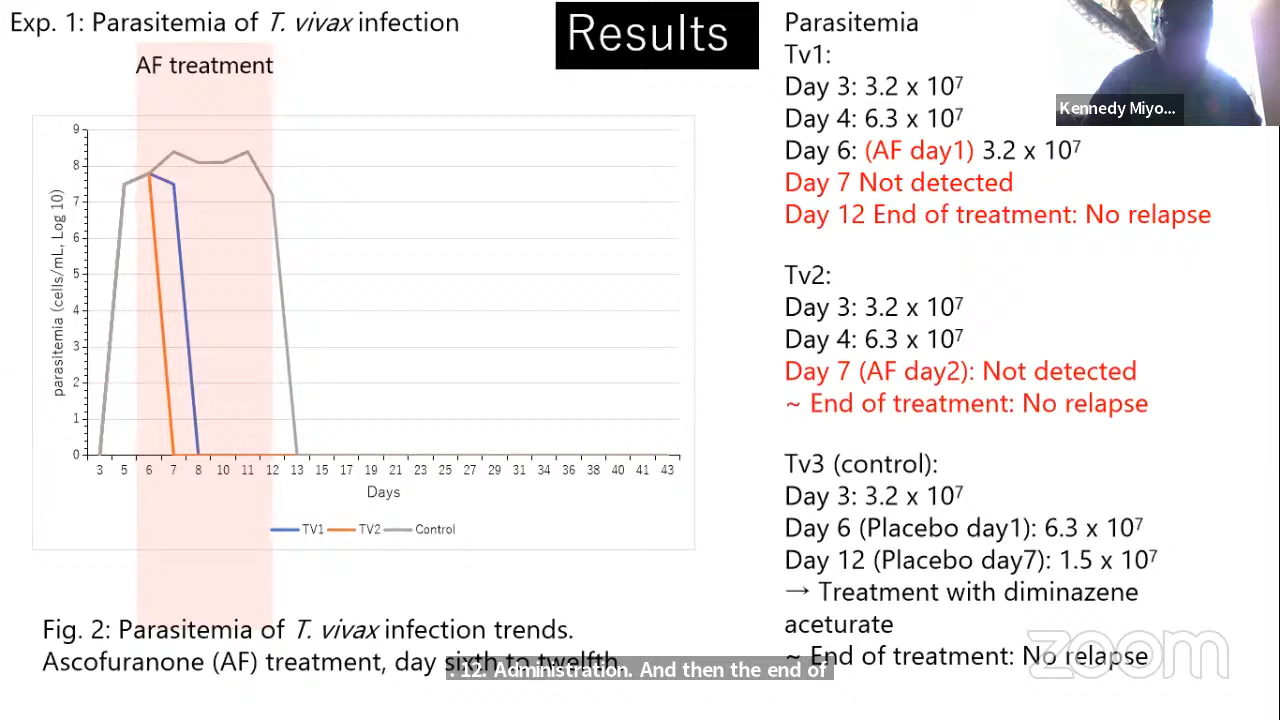 Exp. 1: Parasitemia of T. vivax infection
AF treatment
Results
parasitemia (cells/mL, Log 10)
9
8
7
6
5
4
3
2
1
0
3 5 6 7 8 10 11 12 13 15 17 19 21 23 25 27 29 31 34 36 38 40 41 43
Days
TV1 TV2 Control
Fig. 2: Parasitemia of T. vivax infection trends.
Ascofuranone (AF) treatment, day sixth to twelfth
Parasitemia
Tv1:
Day 3: 3.2 x 10⁷
Day 4: 6.3 x 10⁷
Day 6: (AF day1) 3.2 x 10⁷
Day 7 Not detected
Day 12 End of treatment: No relapse
Tv2:
Day 3: 3.2 x 10⁷
Day 4: 6.3 x 10⁷
Day 7 (AF day2): Not detected
~ End of treatment: No relapse
Tv3 (control):
Day 3: 3.2 x 10⁷
Day 6 (Placebo day1): 6.3 x 10⁷
Day 12 (Placebo day7): 1.5 x 10⁷
→ Treatment with diminazene
aceturate
~ End of treatment: No relapse
Kennedy Miyo...
. 12. Administration. And then the end of
zoom